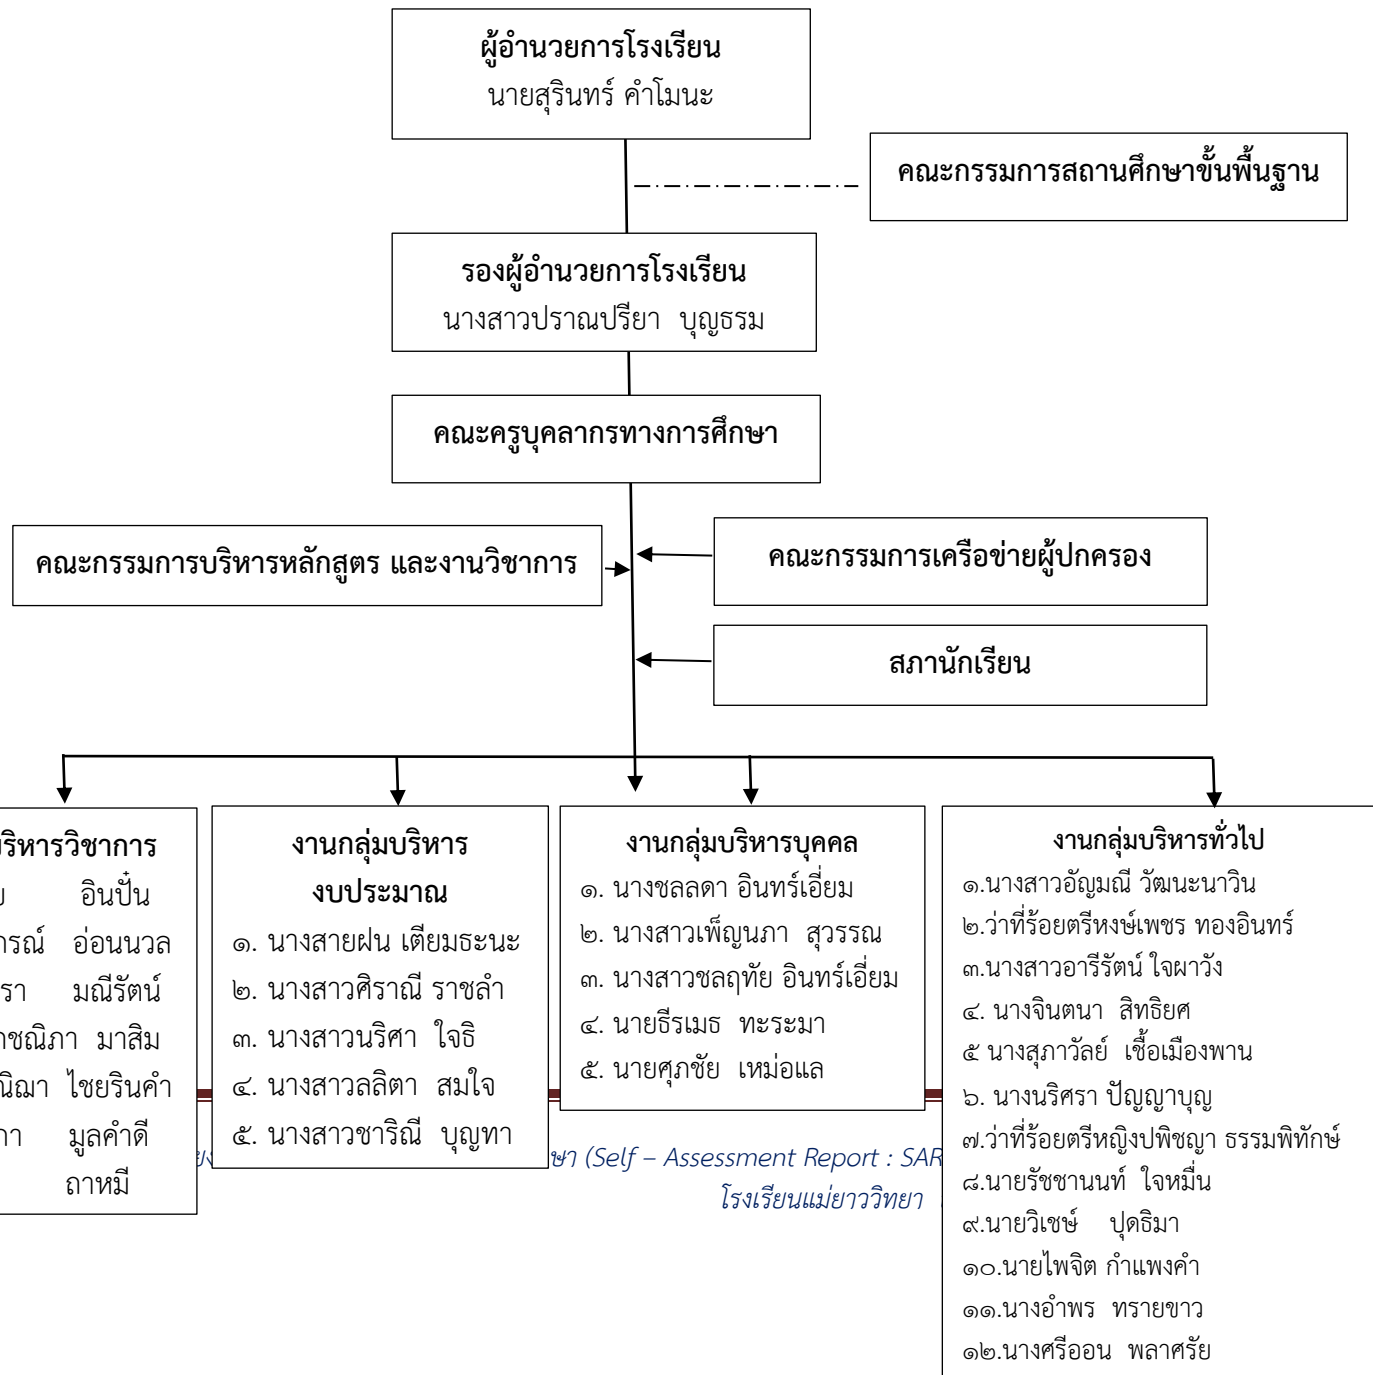 ผู้อำนวยการโรงเรียน
นายสุรินทร์ คำโมนะ
คณะกรรมการสถานศึกษาขั้นพื้นฐาน
รองผู้อำนวยการโรงเรียน
นางสาวปราณปรียา บุญธรม
คณะครูบุคลากรทางการศึกษา
คณะกรรมการบริหารหลักสูตร และงานวิชาการ
คณะกรรมการเครือข่ายผู้ปกครอง
สภานักเรียน
ริหารวิชาการ
อินปั๋น
อ่อนนวล
มณีรัตน์
มาสิม
ไชยรินคำ
มูลคำดี
ถาหมี
งานกลุ่มบริหาร
งบประมาณ
๑. นางสายฝน เตียมธะนะ
๒. นางสาวศิราณี ราชลำ
๓. นางสาวนริศา ใจธิ
๔. นางสาวลลิตา สมใจ
๕. นางสาวชาริณี บุญทา
งานกลุ่มบริหารบุคคล
๑. นางชลลดา อินทร์เอี่ยม
๒. นางสาวเพ็ญนภา สุวรรณ
๓. นางสาวชลฤทัย อินทร์เอี่ยม
๔. นายธีรเมธ ทะระมา
๕. นายศุภชัย เหม่อแล
งานกลุ่มบริหารทั่วไป
๑.นางสาวอัญมณี วัฒนะนาวิน
๒.ว่าที่ร้อยตรีหงษ์เพชร ทองอินทร์
๓.นางสาวอารีรัตน์ ใจผาวัง
๔. นางจินตนา สิทธิยศ
๕ นางสุภาวัลย์ เชื้อเมืองพาน
๖. นางนริศรา ปัญญาบุญ
๗.ว่าที่ร้อยตรีหญิงปพิชญา ธรรมพิทักษ์
๘.นายรัชชานนท์ ใจหมื่น
๙.นายวิเชษ์ ปุดธิมา
๑๐.นายไพจิต กำแพงคำ
๑๑.นางอำพร ทรายขาว
๑๒.นางศรีออน พลาศรัย
ษา (Self – Assessment Report : SAR
โรงเรียนแม่ยาววิทยา